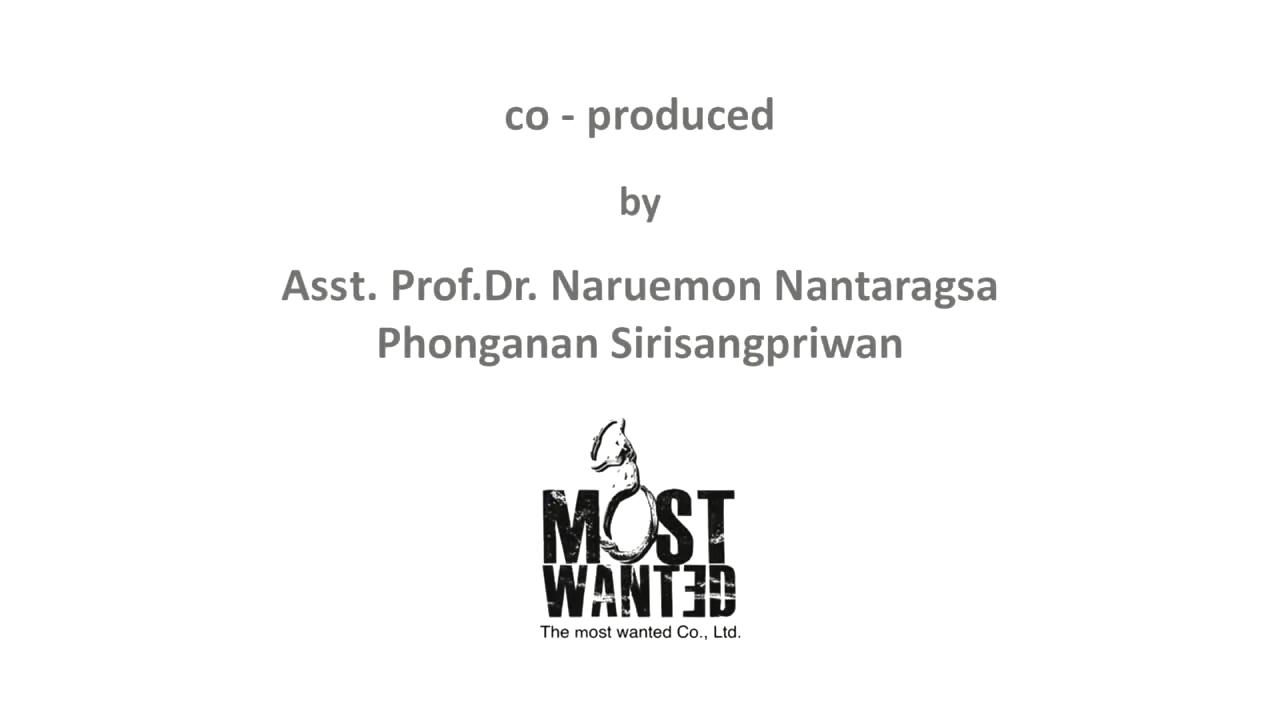 co - produced
by
Asst. Prof.Dr. Naruemon Nantaragsa
Phonganan Sirisangpriwan
MOST
WANTED
The most wanted Co., Ltd.